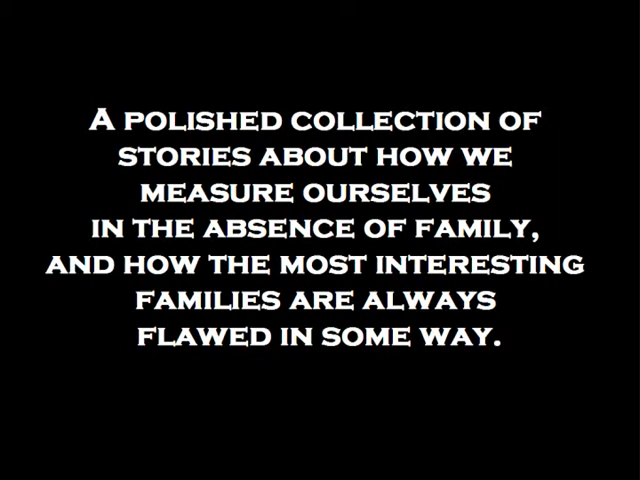 A POLISHED COLLECTION OF
STORIES ABOUT HOW WE
MEASURE OURSELVES
IN THE ABSENCE OF FAMILY,
AND HOW THE MOST INTERESTING
FAMILIES ARE ALWAYS
FLAWED IN SOME WAY.